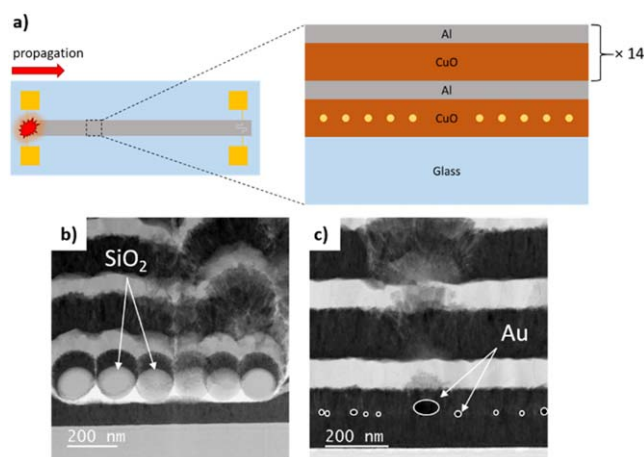 a)
propagation
Al
CuO
× 14
Al
CuO
Glass
b)
SiO2
200 nm
c)
Au
200 nm